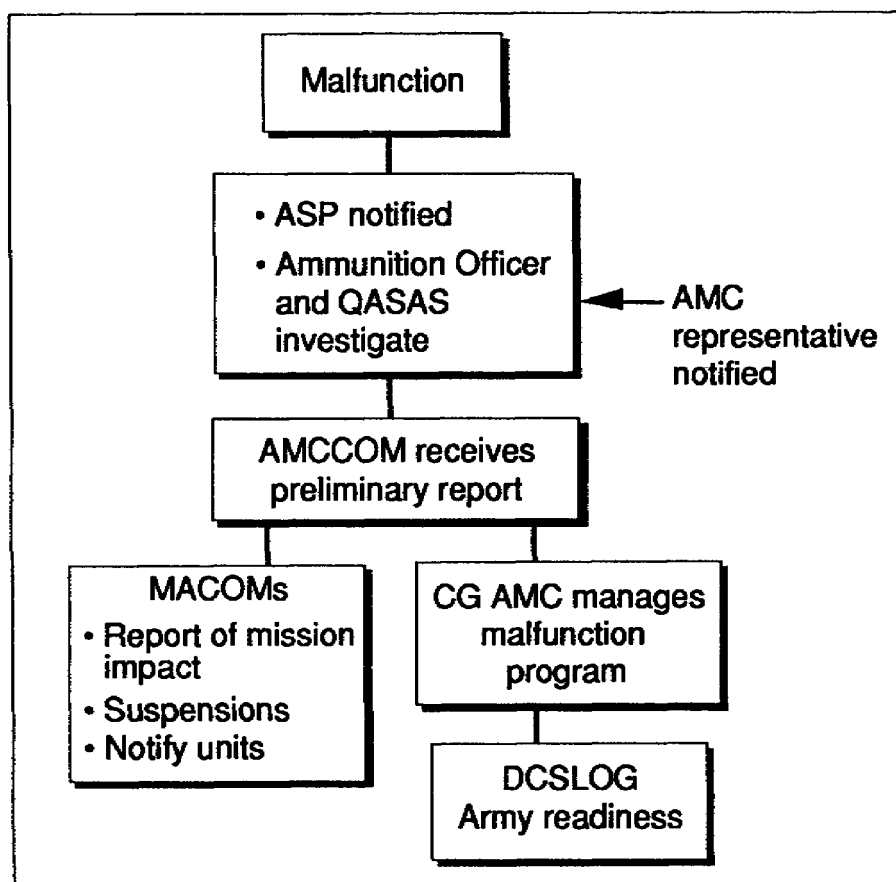 Malfunction
• ASP notified
• Ammunition Officer
and QASAS
investigate
AMC
representative
notified
AMCCOM receives
preliminary report
MACOMs
• Report of mission
impact
• Suspensions
• Notify units
CG AMC manages
malfunction
program
DCSLOG
Army readiness